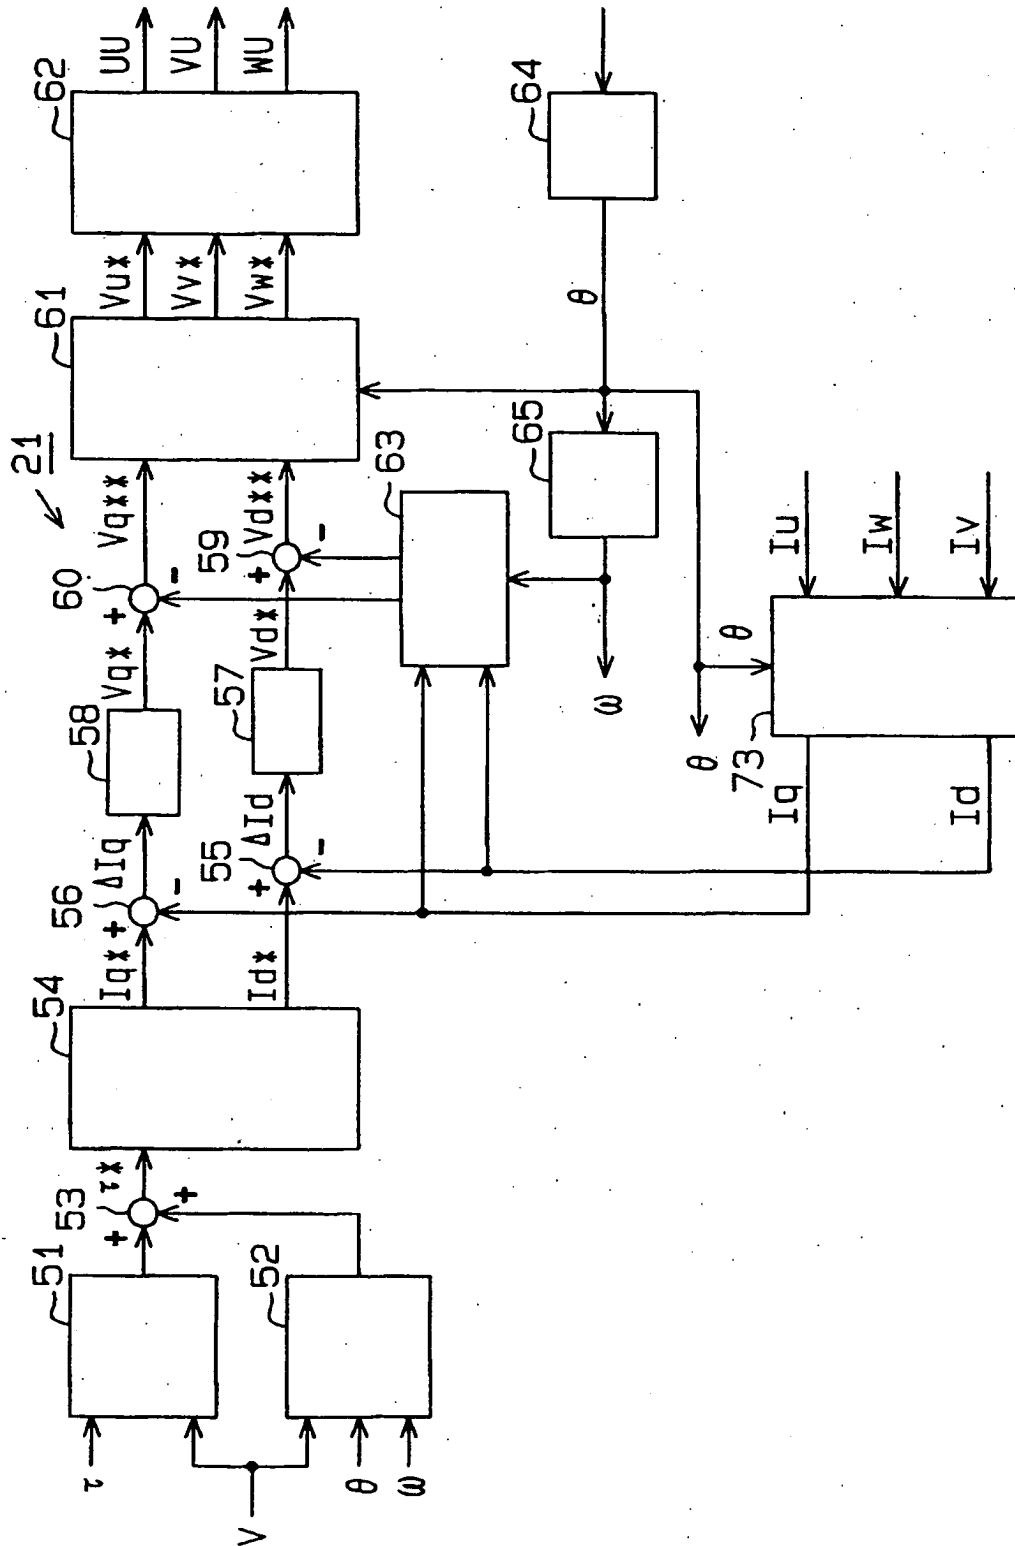 21
τ
V
θ
ω
51
52
53
τ*
54
Iq*
Id*
56
ΔIq
55
ΔId
58
57
Vq*
Vd*
60
59
Vq**
Vd**
63
61
Vu*
Vv*
Vw*
62
UU
VU
WU
64
θ
65
ω
θ
θ
73
Iq
Id
Iu
Iw
Iv
+
+
+
-
+
-
+
-
+
-